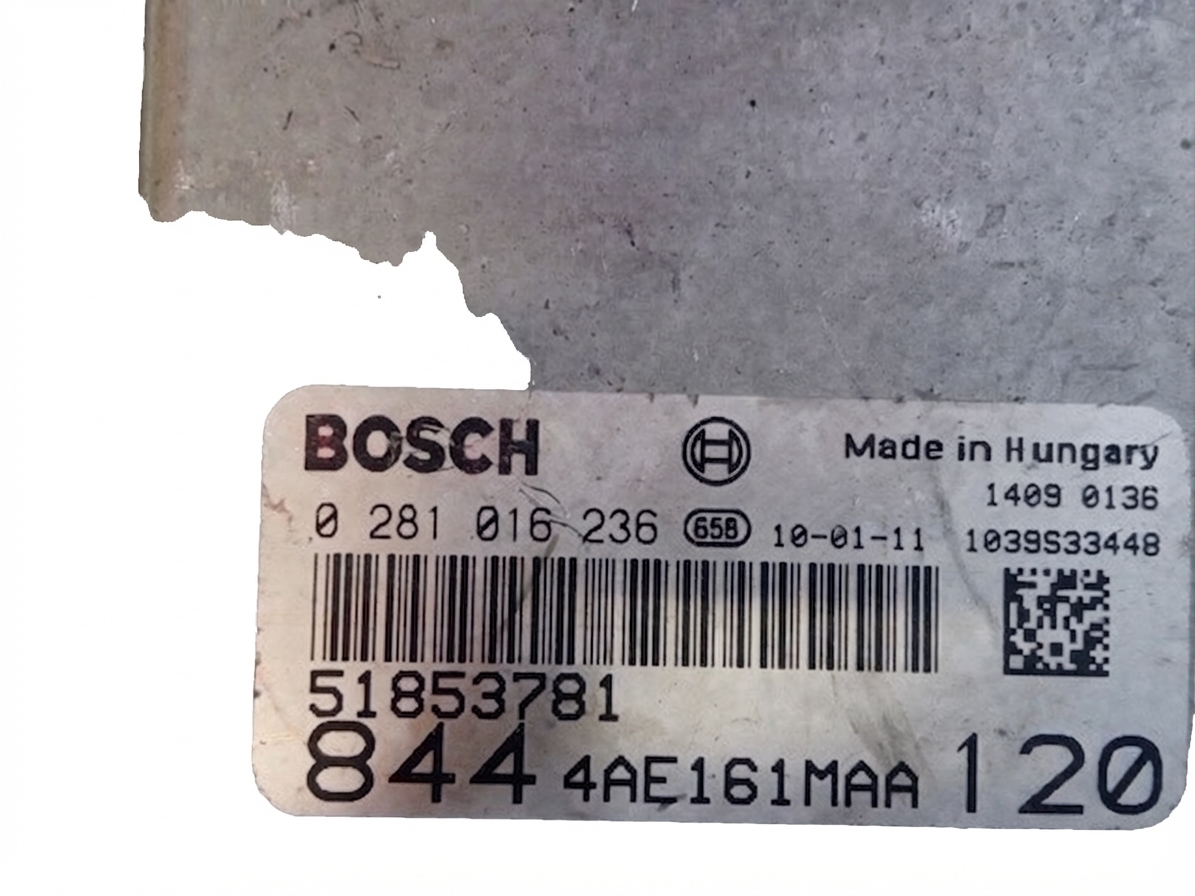 BOSCH
Made in Hungary
1409 0136
0 281 016 236 658 10-01-11 1039S33448
51853781
844 4AE161MAA 120